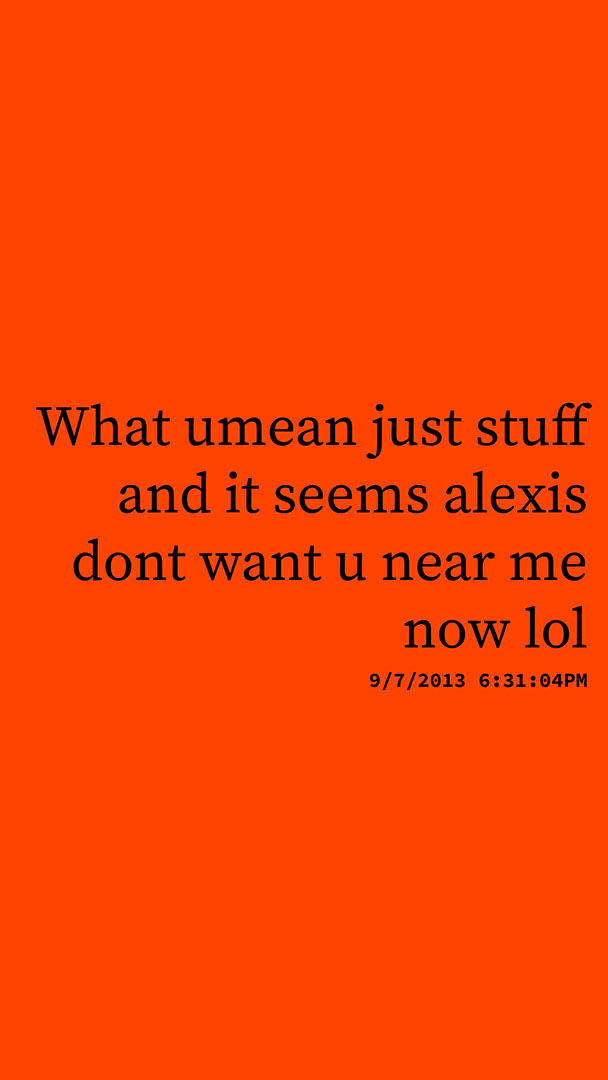 What umean just stuff
and it seems alexis
dont want u near me
now lol
9/7/2013 6:31:04PM